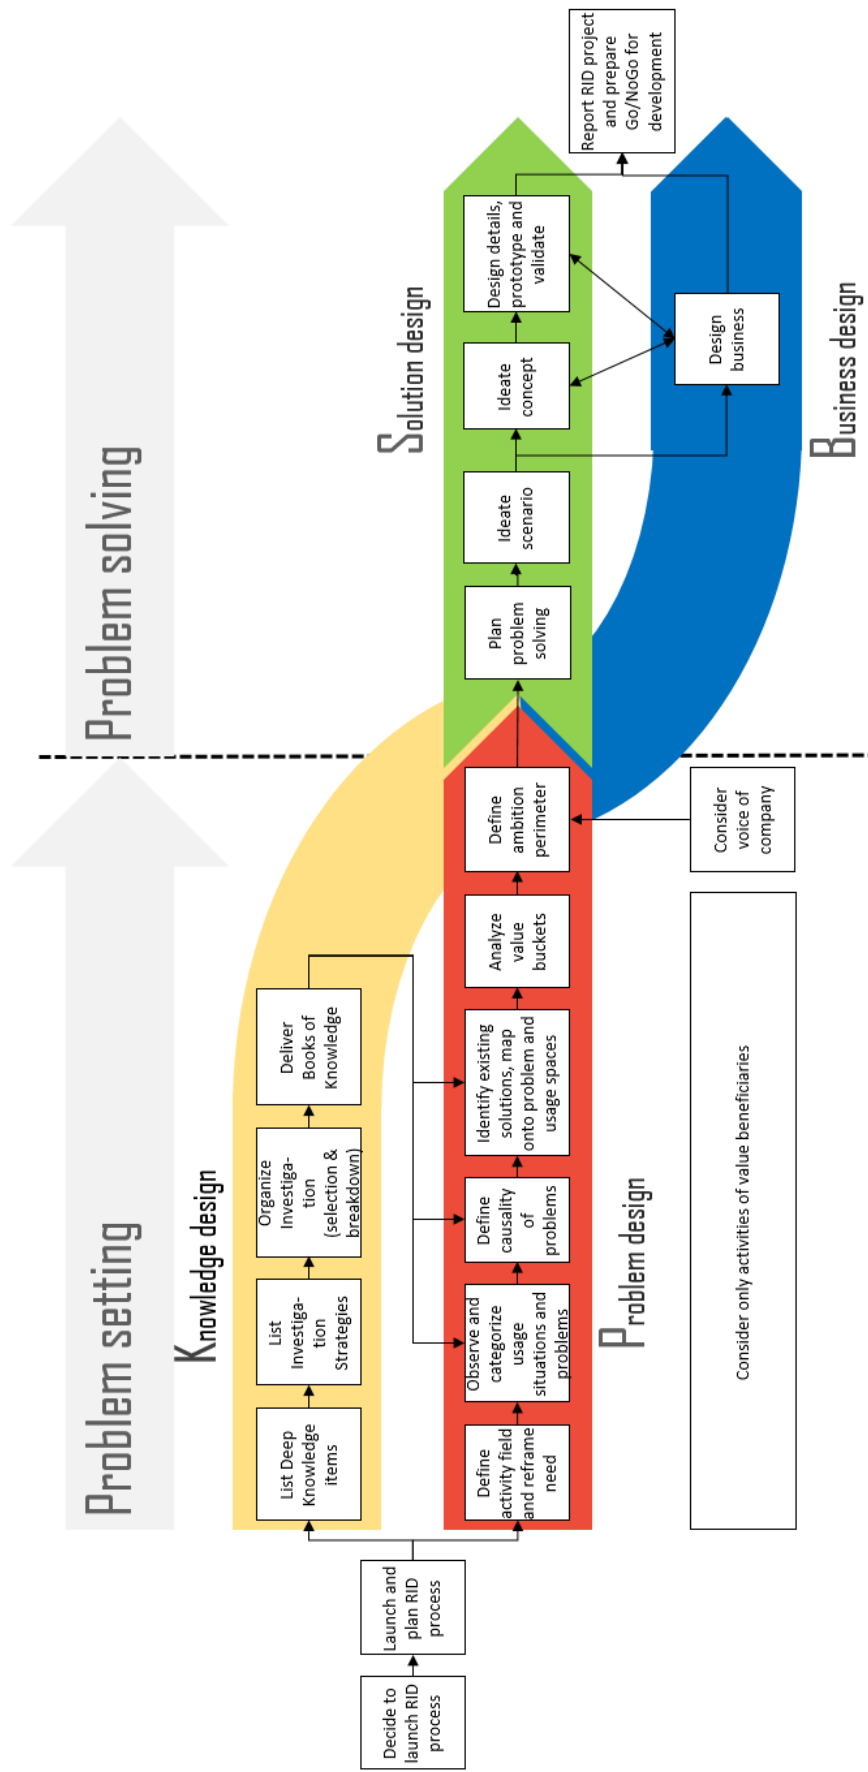 Problem setting
Problem solving
Knowledge design
Solution design
Decide to
launch RID
process
Launch and
plan RID
process
List Deep
Knowledge
items
List
Investiga-
tion
Strategies
Organize
Investiga-
tion
(selection &
breakdown)
Deliver
Books of
Knowledge
Define
activity field
and reframe
need
Observe and
categorize
usage
situations and
problems
Define
causality
of
problems
Identify existing
solutions, map
onto problem and
usage spaces
Analyze
value
buckets
Define
ambition
perimeter
Plan
problem
solving
Ideate
scenario
Ideate
concept
Design details,
prototype and
validate
Report RID project
and prepare
Go/NoGo for
development
Problem design
Design
business
Consider only activities of value beneficiaries
Consider
voice of
company
Business design